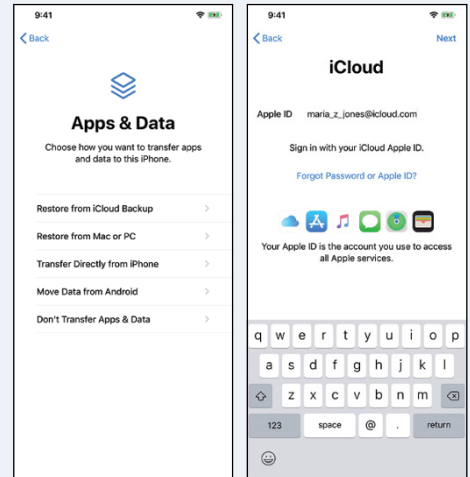 9:41
Back
Apps & Data
Choose how you want to transfer apps
and data to this iPhone.
Restore from iCloud Backup
Restore from Mac or PC
Transfer Directly from iPhone
Move Data from Android
Don't Transfer Apps & Data
9:41
Back
Next
iCloud
Apple ID maria_z_jones@icloud.com
Sign in with your iCloud Apple ID.
Forgot Password or Apple ID?
Your Apple ID is the account you use to access
all Apple services.
q w e r t y u i o p
a s d f g h j k l
z x c v b n m
123 space @ . return